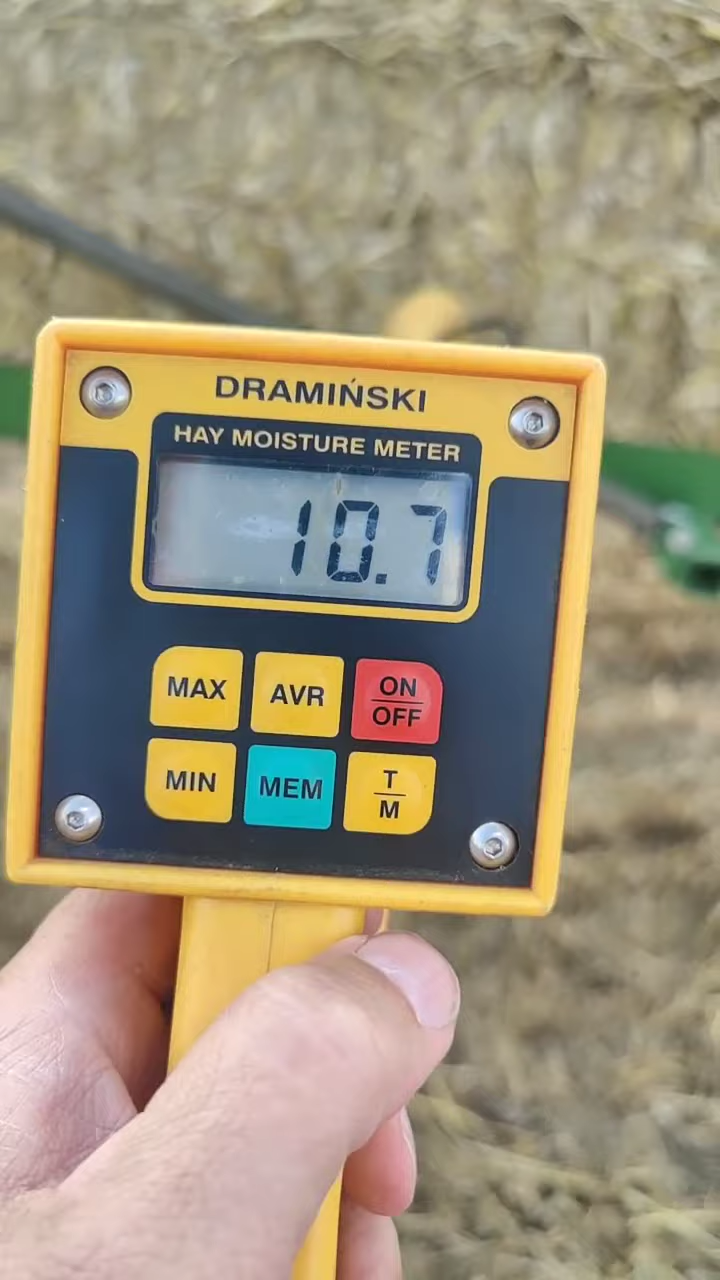 DRAMIŃSKI
HAY MOISTURE METER
10.7
MAX AVR ON
OFF
MIN MEM T
M